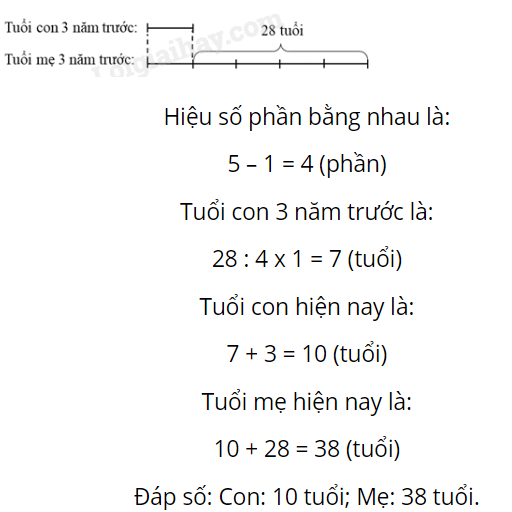 Tuổi con 3 năm trước:
28 tuổi
Tuổi mẹ 3 năm trước:
Hiệu số phần bằng nhau là:
5 – 1 = 4 (phần)
Tuổi con 3 năm trước là:
28 : 4 x 1 = 7 (tuổi)
Tuổi con hiện nay là:
7 + 3 = 10 (tuổi)
Tuổi mẹ hiện nay là:
10 + 28 = 38 (tuổi)
Đáp số: Con: 10 tuổi; Mẹ: 38 tuổi.